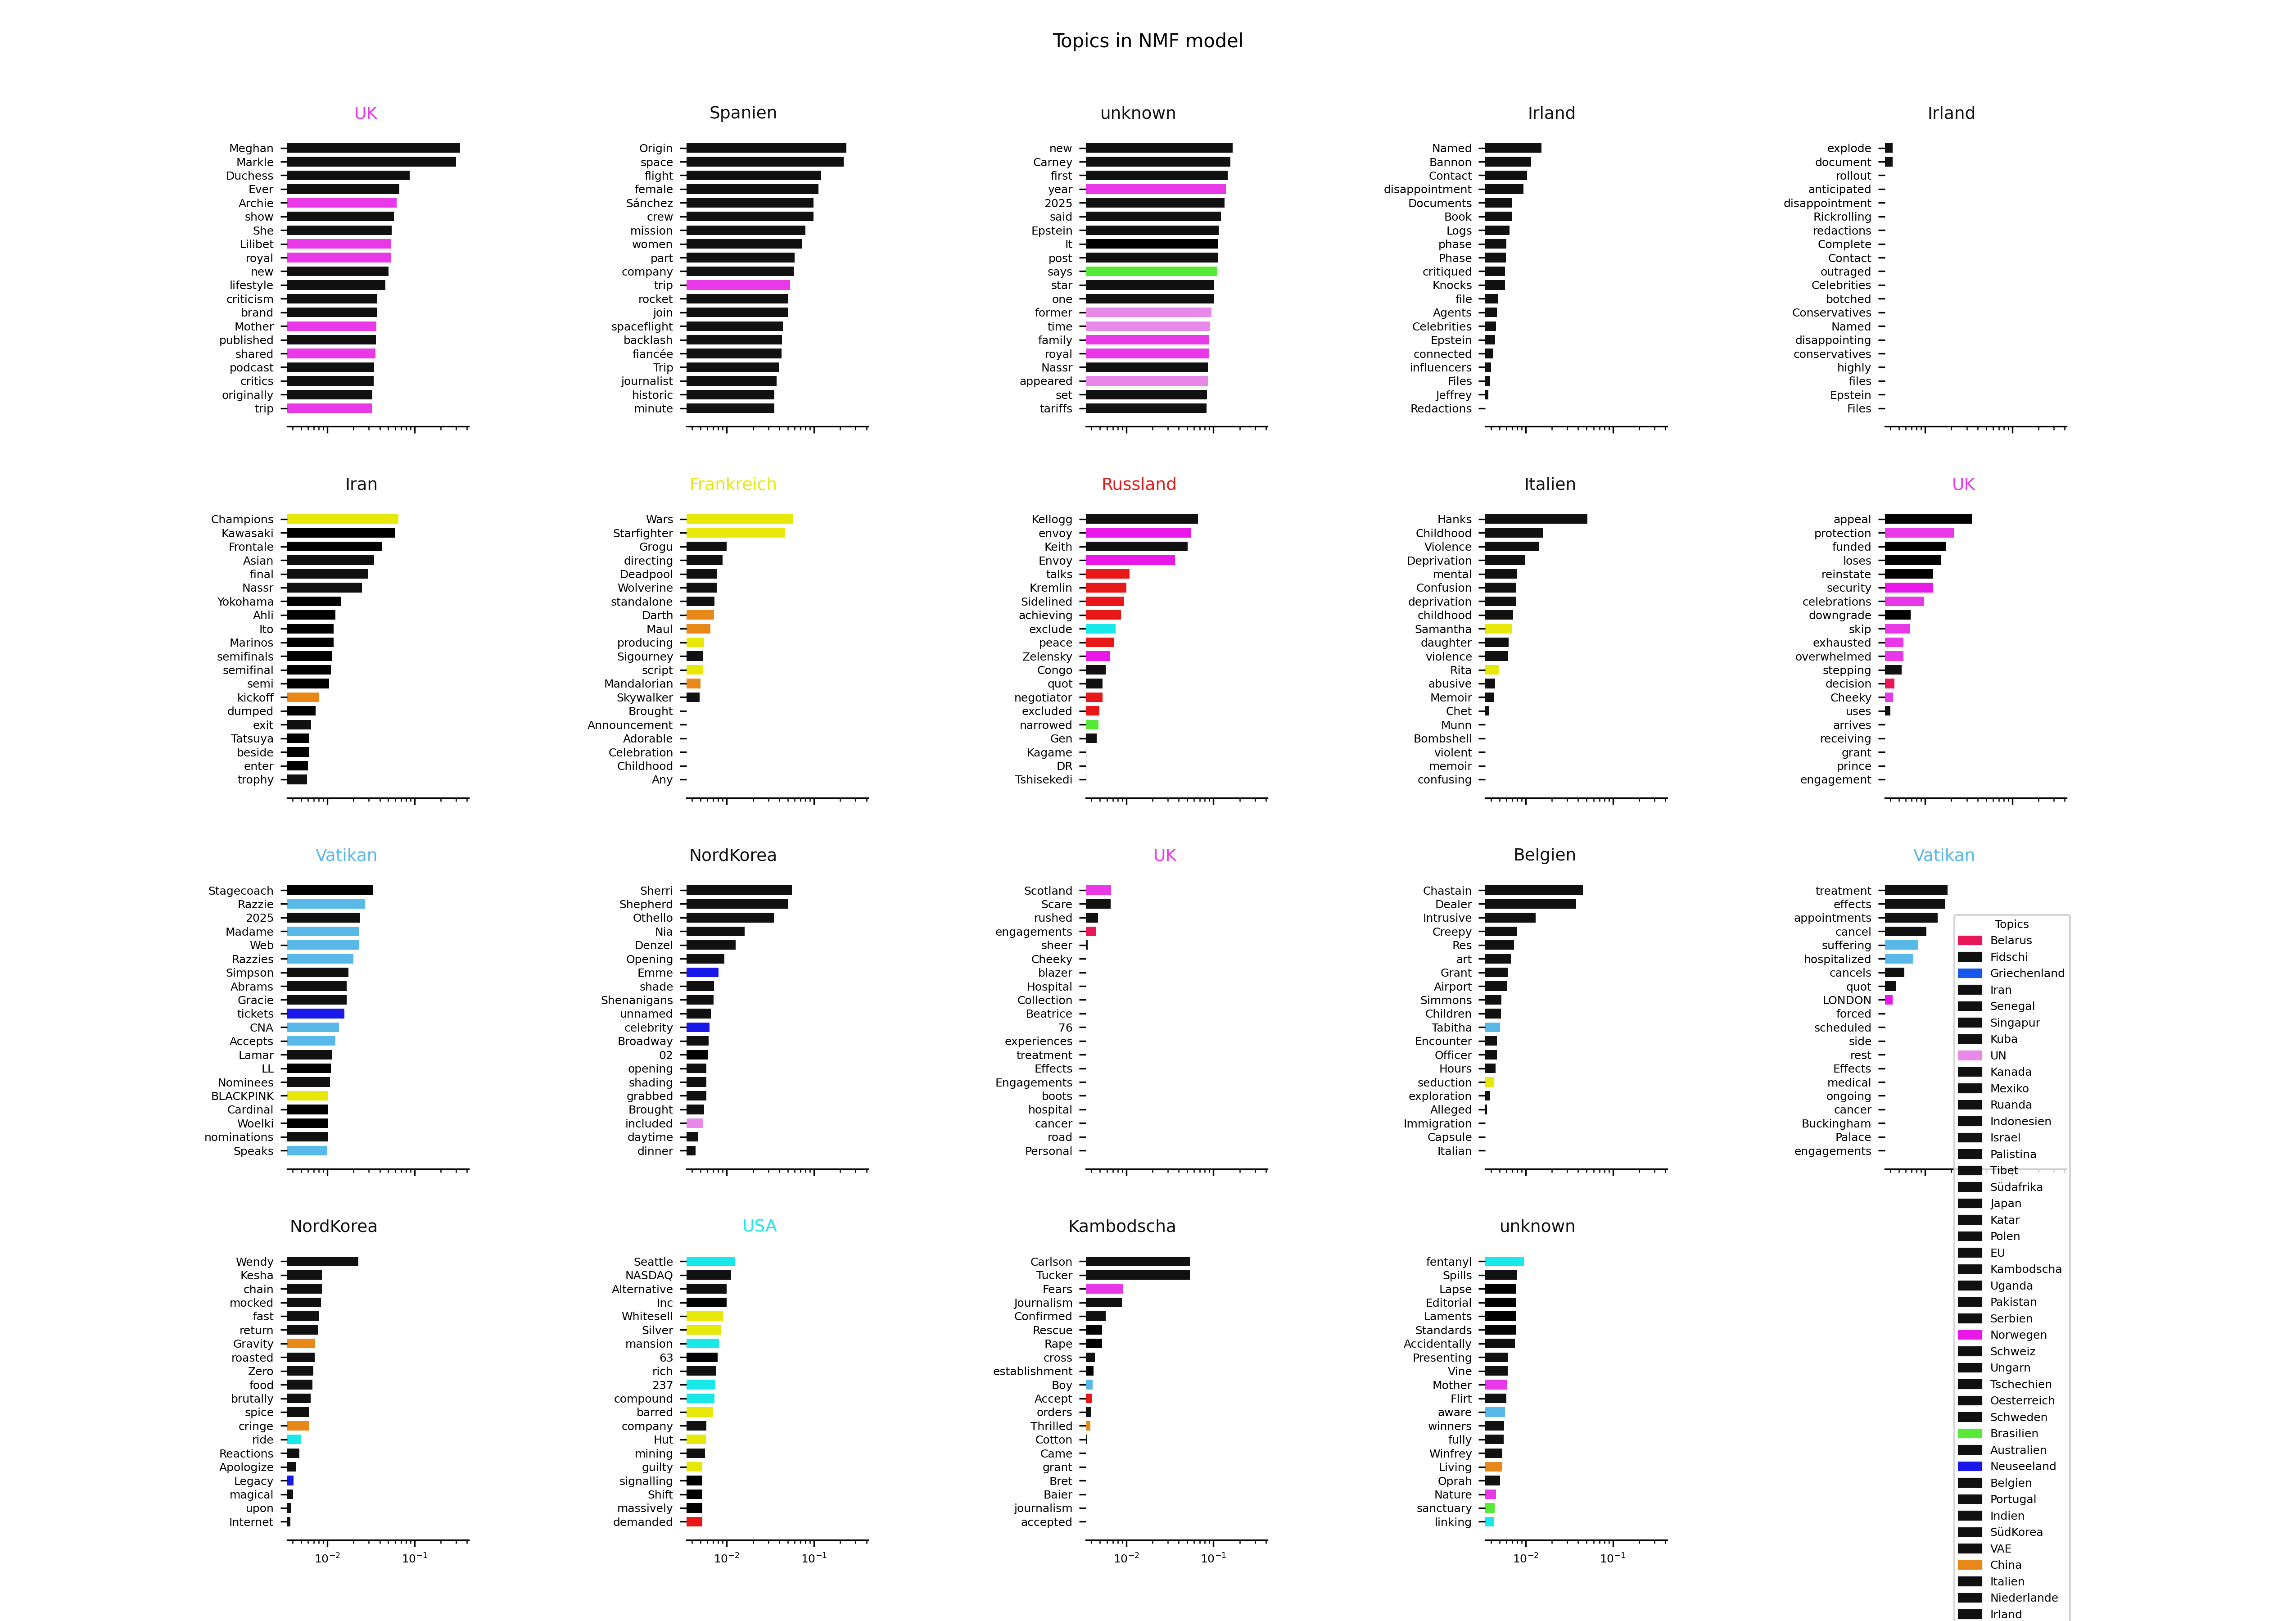 Topics in NMF model
UK
Meghan
Markle
Duchess
Ever
Archie
show
She
Lilibet
royal
new
lifestyle
criticism
brand
Mother
published
shared
podcast
critics
originally
trip
Spanien
Origin
space
flight
female
Sánchez
crew
mission
women
part
company
trip
rocket
join
spaceflight
backlash
fiancée
Trip
journalist
historic
minute
unknown
new
Carney
first
year
2025
said
Epstein
It
post
says
star
one
former
time
family
royal
Nassr
appeared
set
tariffs
Irland
Named
Bannon
Contact
disappointment
Documents
Book
Logs
phase
Phase
critiqued
Knocks
file
Agents
Celebrities
Epstein
connected
influencers
Files
Jeffrey
Redactions
Irland
explode
document
rollout
anticipated
disappointment
Rickrolling
redactions
Complete
Contact
outraged
Celebrities
botched
Conservatives
Named
disappointing
conservatives
highly
files
Epstein
Files
Iran
Champions
Kawasaki
Frontale
Asian
final
Nassr
Yokohama
Ahli
Ito
Marinos
semifinals
semifinal
semi
kickoff
dumped
exit
Tatsuya
beside
enter
trophy
Frankreich
Wars
Starfighter
Grogu
directing
Deadpool
Wolverine
standalone
Darth
Maul
producing
Sigourney
script
Mandalorian
Skywalker
Brought
Announcement
Adorable
Celebration
Childhood
Any
Russland
Kellogg
envoy
Keith
Envoy
talks
Kremlin
Sidelined
achieving
exclude
peace
Zelensky
Congo
quot
negotiator
excluded
narrowed
Gen
Kagame
DR
Tshisekedi
Italien
Hanks
Childhood
Violence
Deprivation
mental
Confusion
deprivation
childhood
Samantha
daughter
violence
Rita
abusive
Memoir
Chet
Munn
Bombshell
violent
memoir
confusing
UK
appeal
protection
funded
loses
reinstate
security
celebrations
downgrade
skip
exhausted
overwhelmed
stepping
decision
Cheeky
uses
arrives
receiving
grant
prince
engagement
Vatikan
Stagecoach
Razzie
2025
Madame
Web
Razzies
Simpson
Abrams
Gracie
tickets
CNA
Accepts
Lamar
LL
Nominees
BLACKPINK
Cardinal
Woelki
nominations
Speaks
NordKorea
Sherri
Shepherd
Othello
Nia
Denzel
Opening
Emme
shade
Shenanigans
unnamed
celebrity
Broadway
02
opening
shading
grabbed
Brought
included
daytime
dinner
UK
Scotland
Scare
rushed
engagements
sheer
Cheeky
blazer
Hospital
Collection
Beatrice
76
experiences
treatment
Effects
Engagements
boots
hospital
cancer
road
Personal
Belgien
Chastain
Dealer
Intrusive
Creepy
Res
art
Grant
Airport
Simmons
Children
Tabitha
Encounter
Officer
Hours
seduction
exploration
Alleged
Immigration
Capsule
Italian
Vatikan
treatment
effects
appointments
cancel
suffering
hospitalized
cancels
quot
LONDON
forced
scheduled
side
rest
Effects
medical
ongoing
cancer
Buckingham
Palace
engagements
NordKorea
Wendy
Kesha
chain
mocked
fast
return
Gravity
roasted
Zero
food
brutally
spice
cringe
ride
Reactions
Apologize
Legacy
magical
upon
Internet
10⁻² 10⁻¹
USA
Seattle
NASDAQ
Alternative
Inc
Whitesell
Silver
mansion
63
rich
237
compound
barred
company
Hut
mining
guilty
signalling
Shift
massively
demanded
10⁻² 10⁻¹
Kambodscha
Carlson
Tucker
Fears
Journalism
Confirmed
Rescue
Rape
cross
establishment
Boy
Accept
orders
Thrilled
Cotton
Came
grant
Bret
Baier
journalism
accepted
10⁻² 10⁻¹
unknown
fentanyl
Spills
Lapse
Editorial
Laments
Standards
Accidentally
Presenting
Vine
Mother
Flirt
aware
winners
fully
Winfrey
Living
Oprah
Nature
sanctuary
linking
10⁻² 10⁻¹
Topics
Belarus
Fidschi
Griechenland
Iran
Senegal
Singapur
Kuba
UN
Kanada
Mexiko
Ruanda
Indonesien
Israel
Palistina
Tibet
Südafrika
Japan
Katar
Polen
EU
Kambodscha
Uganda
Pakistan
Serbien
Norwegen
Schweiz
Ungarn
Tschechien
Oesterreich
Schweden
Brasilien
Australien
Neuseeland
Belgien
Portugal
Indien
SüdKorea
VAE
China
Italien
Niederlande
Irland